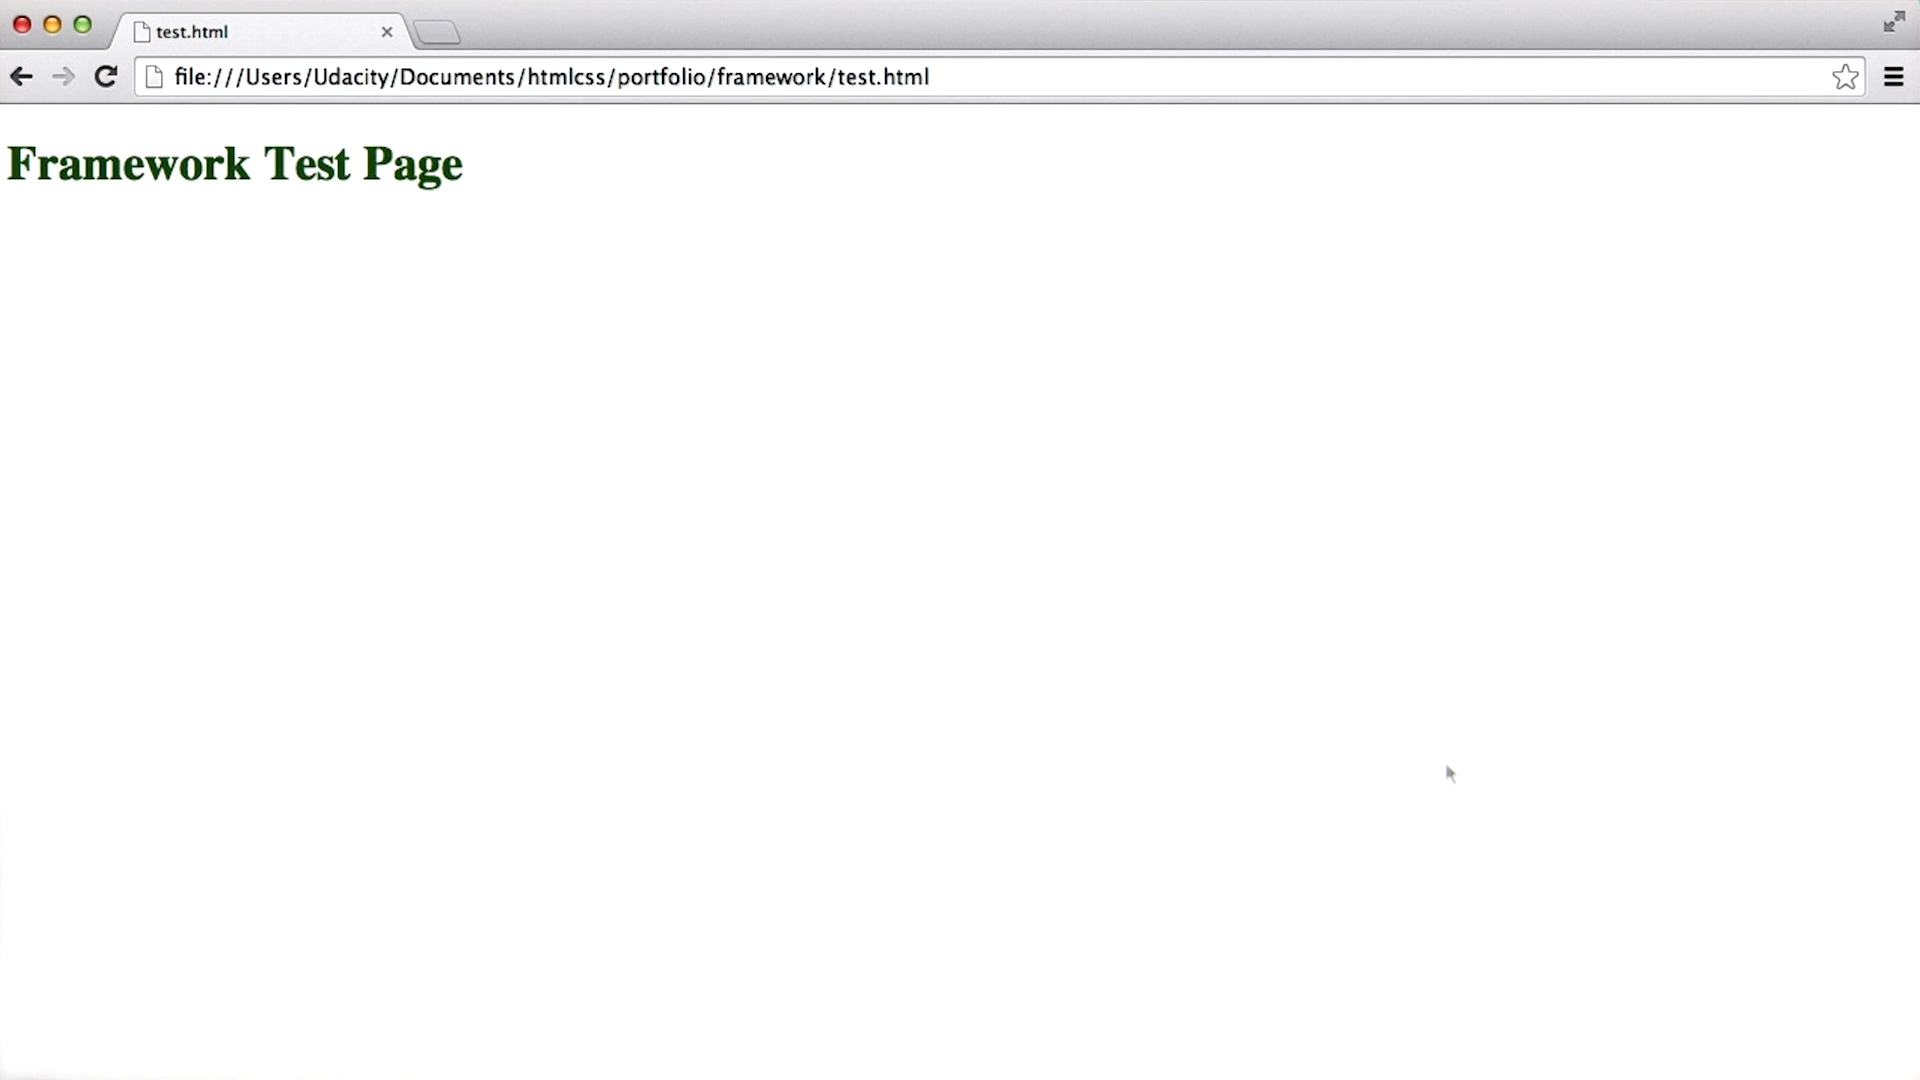 test.html
file:///Users/Udacity/Documents/htmlcss/portfolio/framework/test.html
Framework Test Page